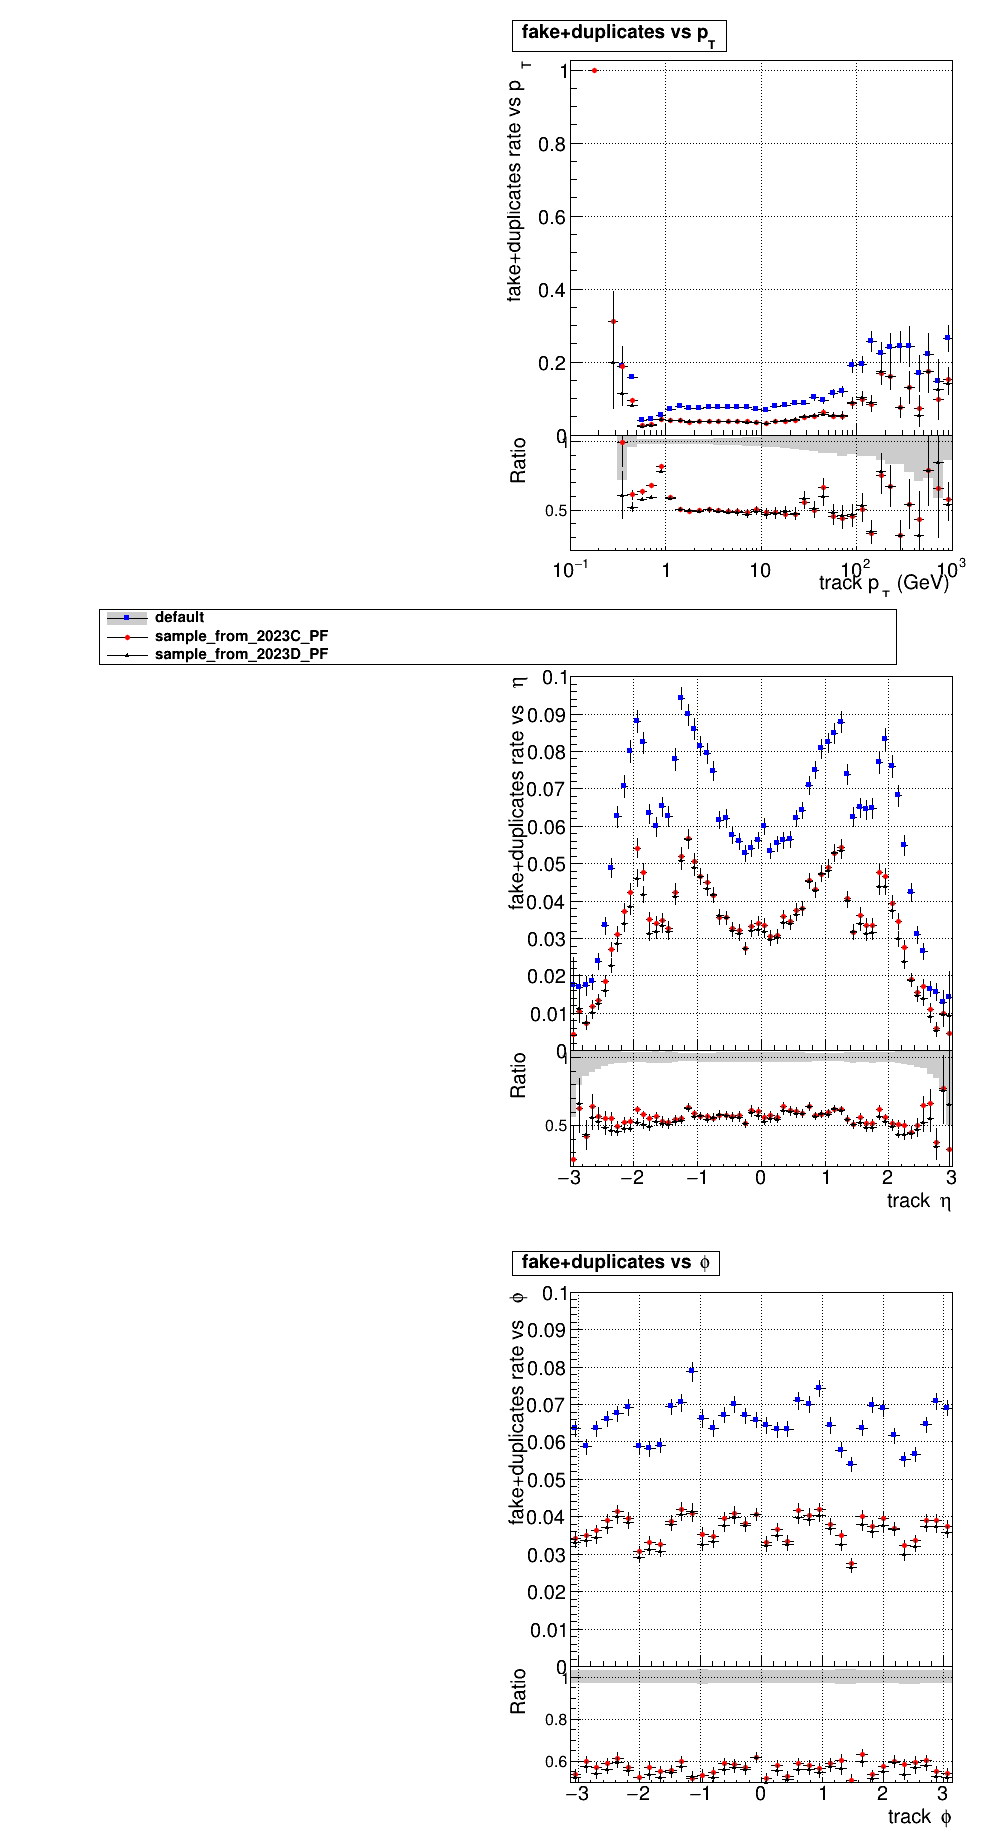 fake+duplicates vs p_T
fake+duplicates rate vs p_T
1
0.8
0.6
0.4
0.2
0
Ratio
1
0.5
10⁻¹ 1 10 10² 10³
track p_T (GeV)
default
sample_from_2023C_PF
sample_from_2023D_PF
fake+duplicates rate vs η
0.1
0.09
0.08
0.07
0.06
0.05
0.04
0.03
0.02
0.01
0
Ratio
1
0.5
−3 −2 −1 0 1 2 3
track η
fake+duplicates vs ϕ
fake+duplicates rate vs ϕ
0.1
0.09
0.08
0.07
0.06
0.05
0.04
0.03
0.02
0.01
0
Ratio
1
0.8
0.6
−3 −2 −1 0 1 2 3
track ϕ